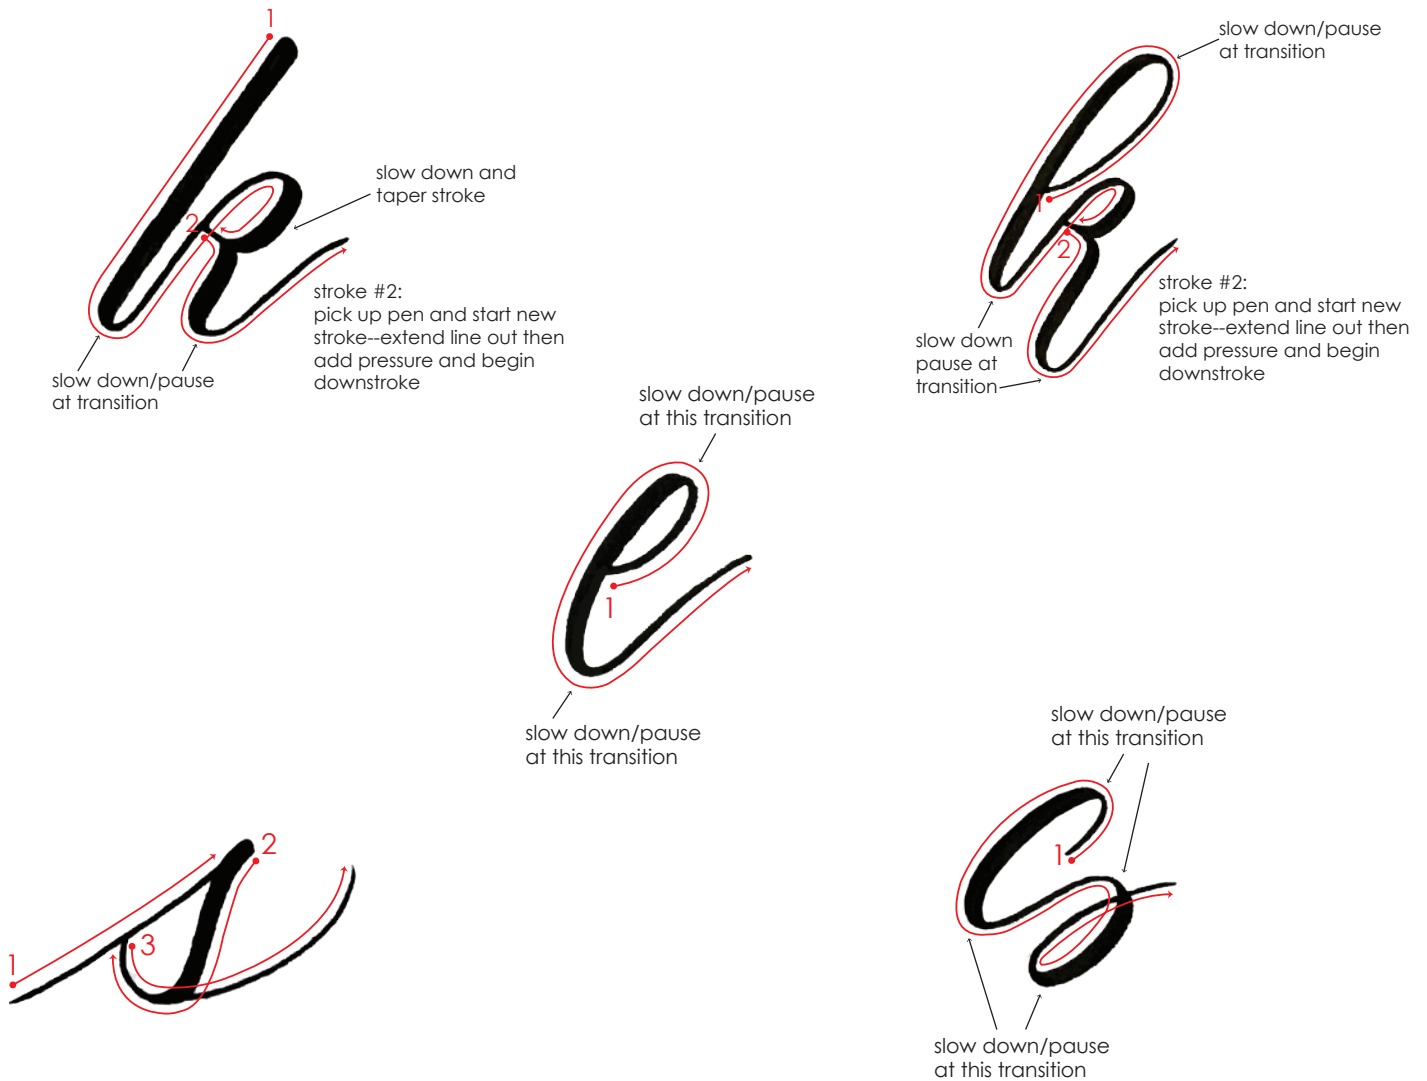 1
k
2
slow down and
taper stroke
stroke #2:
pick up pen and start new
stroke--extend line out then
add pressure and begin
downstroke
slow down/pause
at transition
slow down/pause
at transition
k
1
2
slow down
pause at
transition
stroke #2:
pick up pen and start new
stroke--extend line out then
add pressure and begin
downstroke
slow down/pause
at this transition
e
1
slow down/pause
at this transition
1
2
3
s
slow down/pause
at this transition
s
1
slow down/pause
at this transition